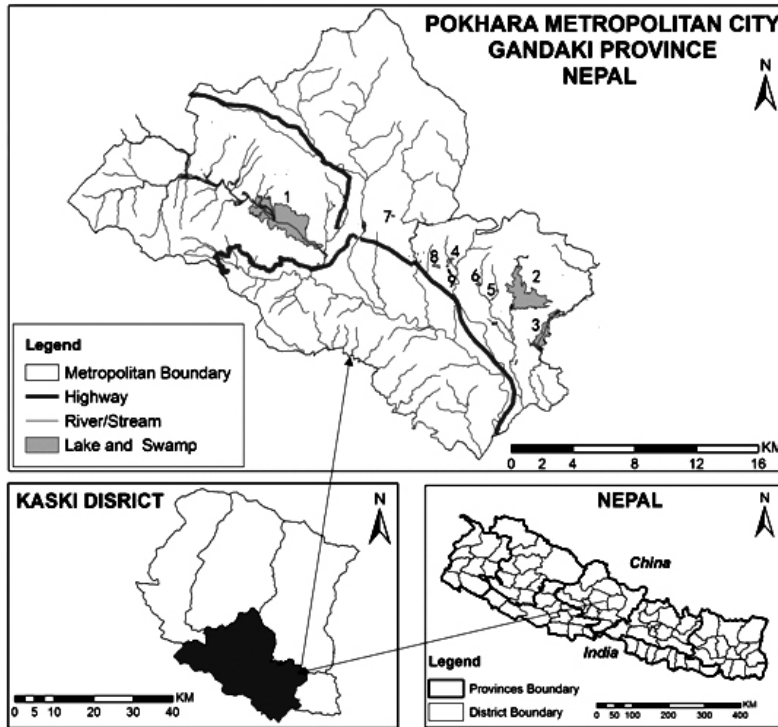 POKHARA METROPOLITAN CITY
GANDAKI PROVINCE
NEPAL
N
1
7
8 4
9
6
5
2
3
Legend
Metropolitan Boundary
Highway
River/Stream
Lake and Swamp
KM
0 2 4 8 12 16
KASKI DISRICT
N
KM
0 5 10 20 30 40
NEPAL
N
China
India
Legend
Provinces Boundary
District Boundary
KM
0 50 100 200 300 400